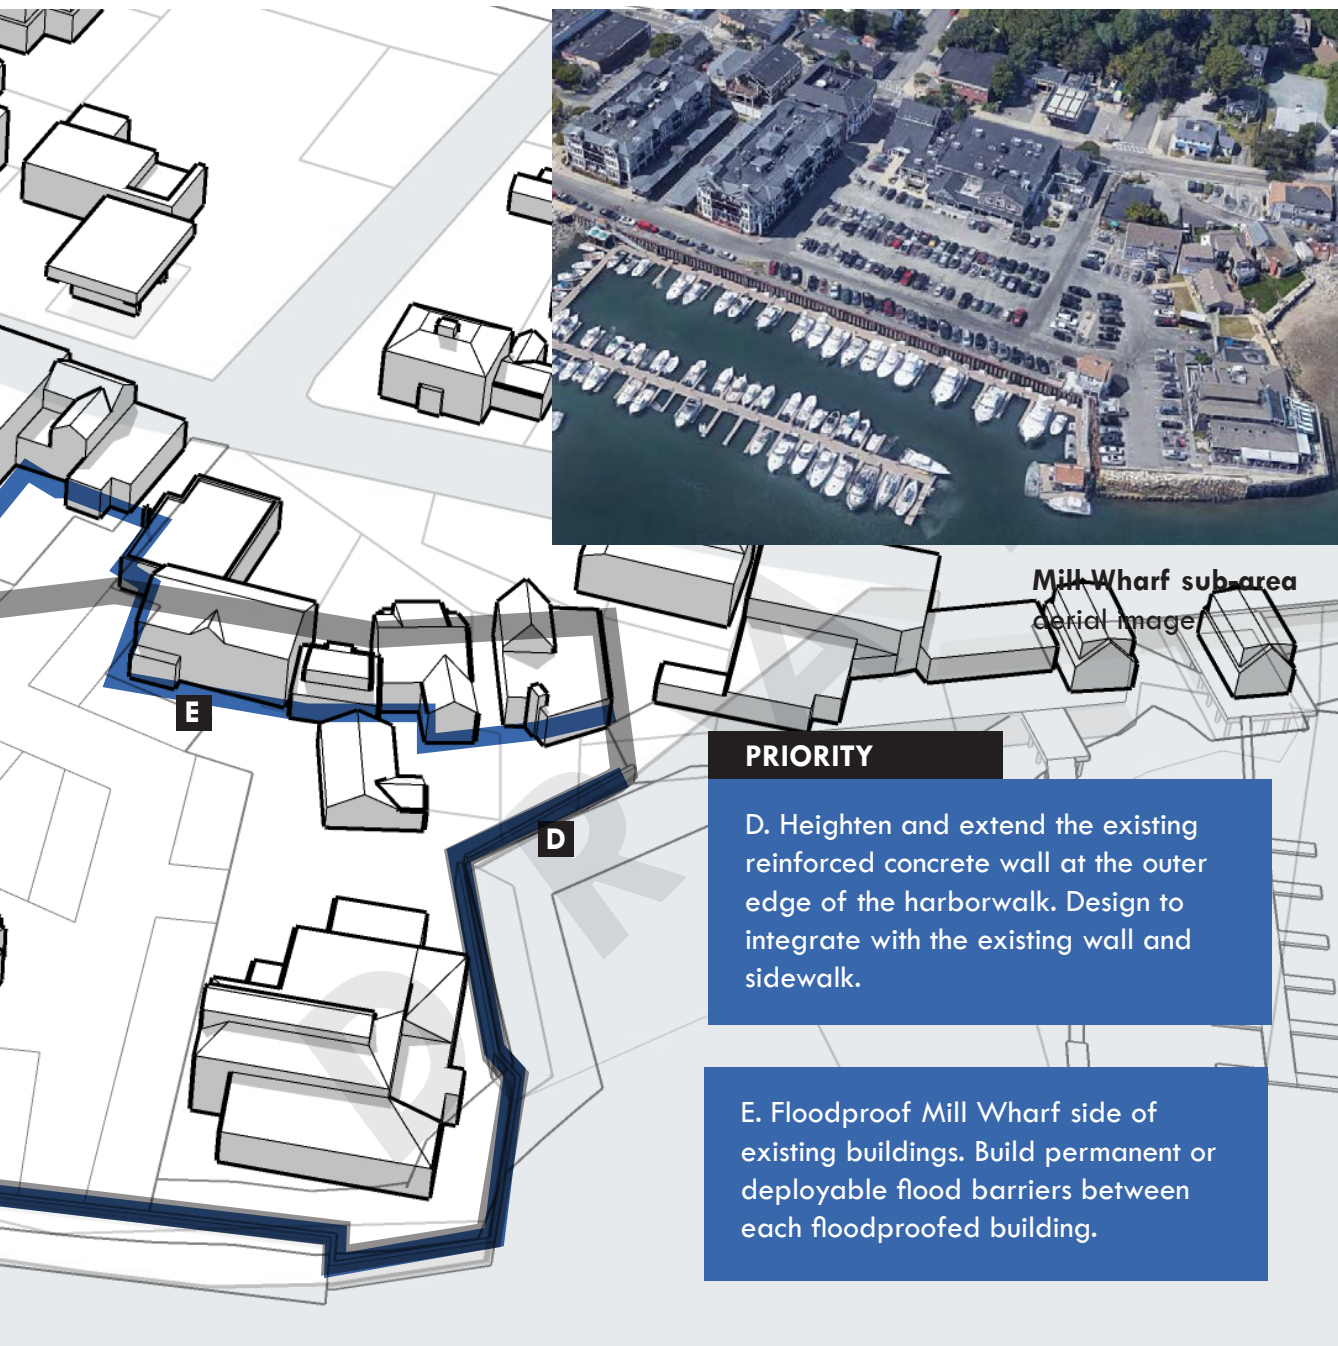 Mill Wharf sub-area
aerial image
E
D
PRIORITY
D. Heighten and extend the existing
reinforced concrete wall at the outer
edge of the harborwalk. Design to
integrate with the existing wall and
sidewalk.
E. Floodproof Mill Wharf side of
existing buildings. Build permanent or
deployable flood barriers between
each floodproofed building.
DRA